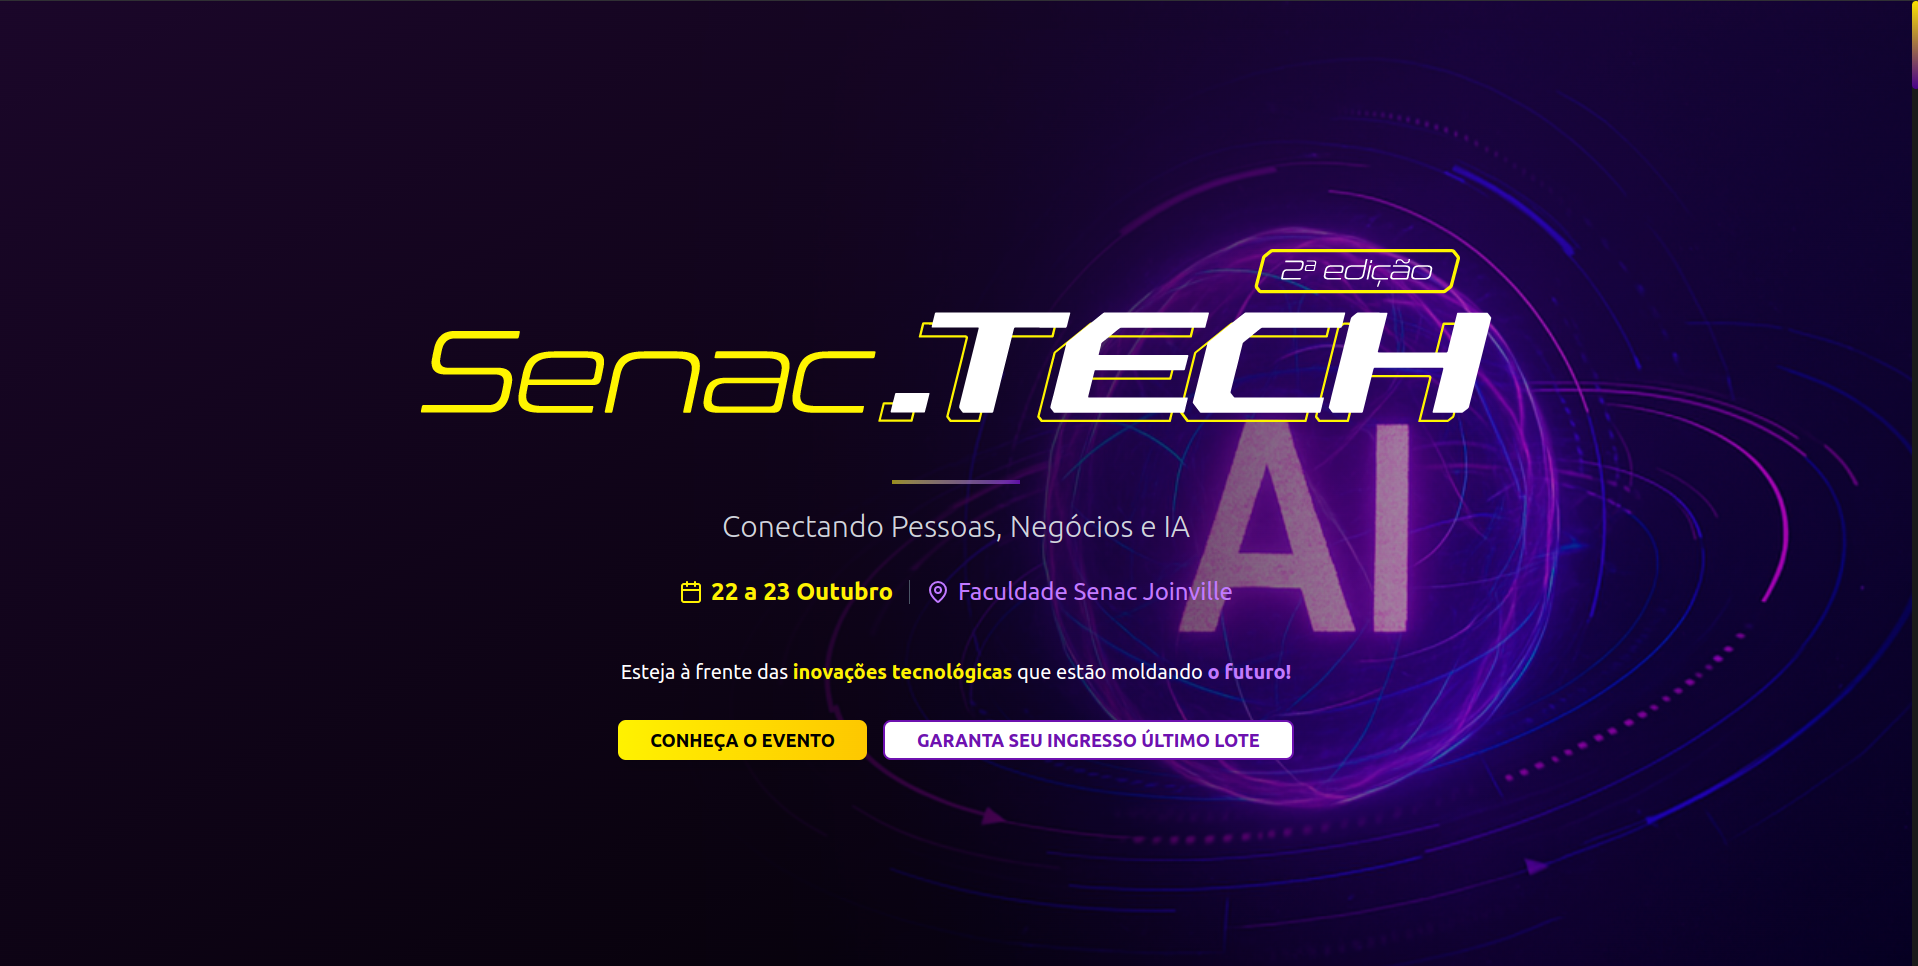 2ª edição
Senac.TECH
AI
Conectando Pessoas, Negócios e IA
22 a 23 Outubro
Faculdade Senac Joinville
Esteja à frente das inovações tecnológicas que estão moldando o futuro!
CONHEÇA O EVENTO
GARANTA SEU INGRESSO ÚLTIMO LOTE